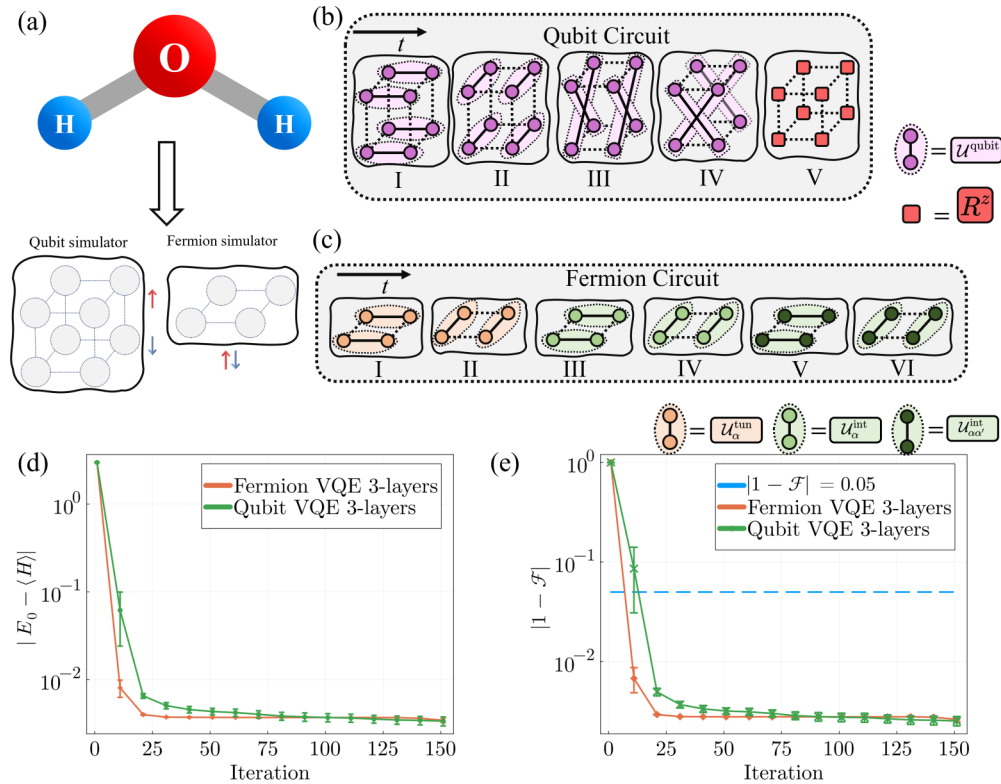 (a)
O
H
H
Qubit simulator
Fermion simulator
↑
↓
↑↓
(b)
t
Qubit Circuit
I
II
III
IV
V
= 𝒰^qubit
= R^z
(c)
t
Fermion Circuit
I
II
III
IV
V
VI
= 𝒰_α^tun
= 𝒰_α^int
= 𝒰_αα′^int
(d)
Fermion VQE 3-layers
Qubit VQE 3-layers
|E_0 − ⟨H⟩|
10^0
10^−1
10^−2
0
25
50
75
100
125
150
Iteration
(e)
|1 − ℱ| = 0.05
Fermion VQE 3-layers
Qubit VQE 3-layers
|1 − ℱ|
10^0
10^−1
10^−2
0
25
50
75
100
125
150
Iteration